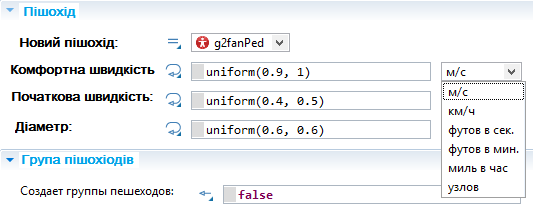 Пішохід
Новий пішохід: g2fanPed
Комфортна швидкість uniform(0.9, 1) м/с
Початкова швидкість: uniform(0.4, 0.5)
Діаметр: uniform(0.6, 0.6)
м/с
км/ч
футов в сек.
футов в мин.
миль в час
узлов
Група пішохіодів
Создает группы пешеходов: false